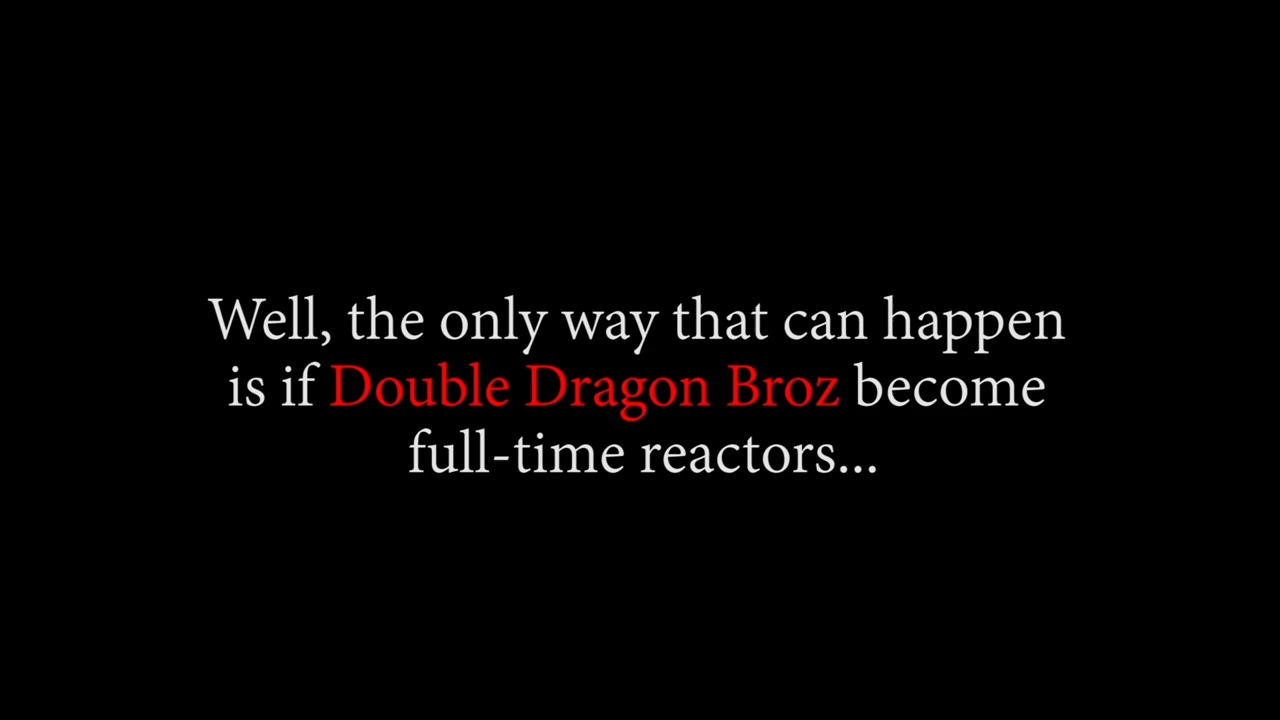 Well, the only way that can happen
is if Double Dragon Broz become
full-time reactors...